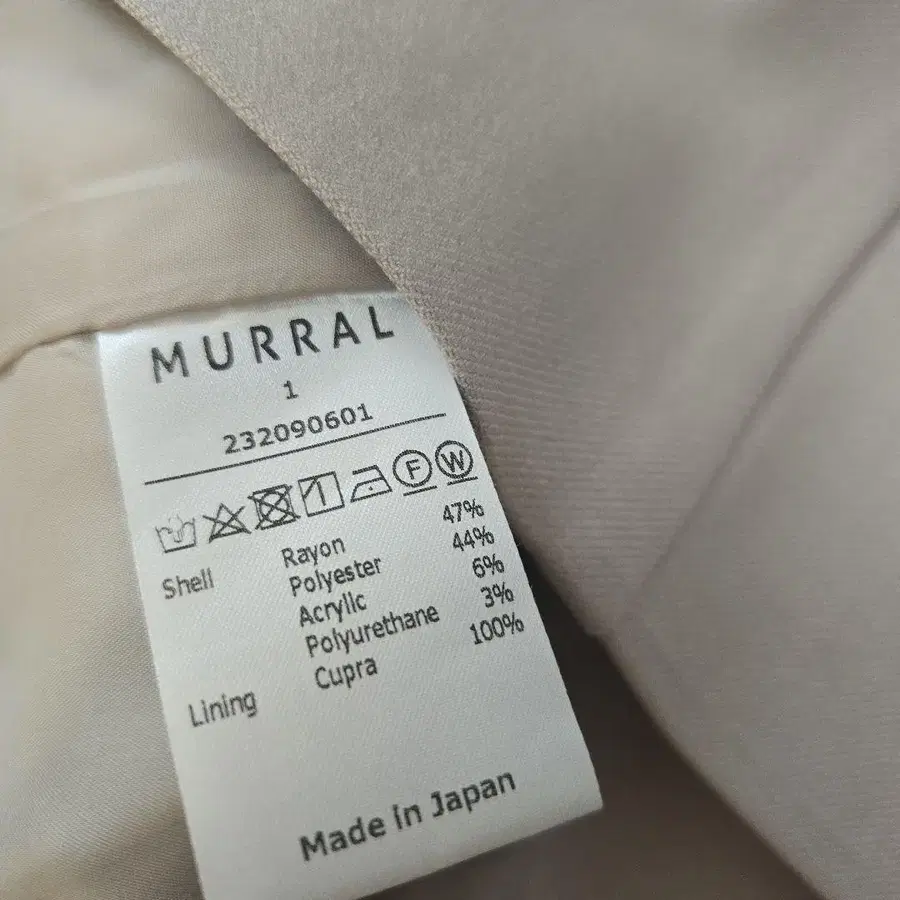 MURRAL
1
232090601
F W
Shell Rayon 47%
Polyester 44%
Acrylic 6%
Polyurethane 3%
Lining Cupra 100%
Made in Japan